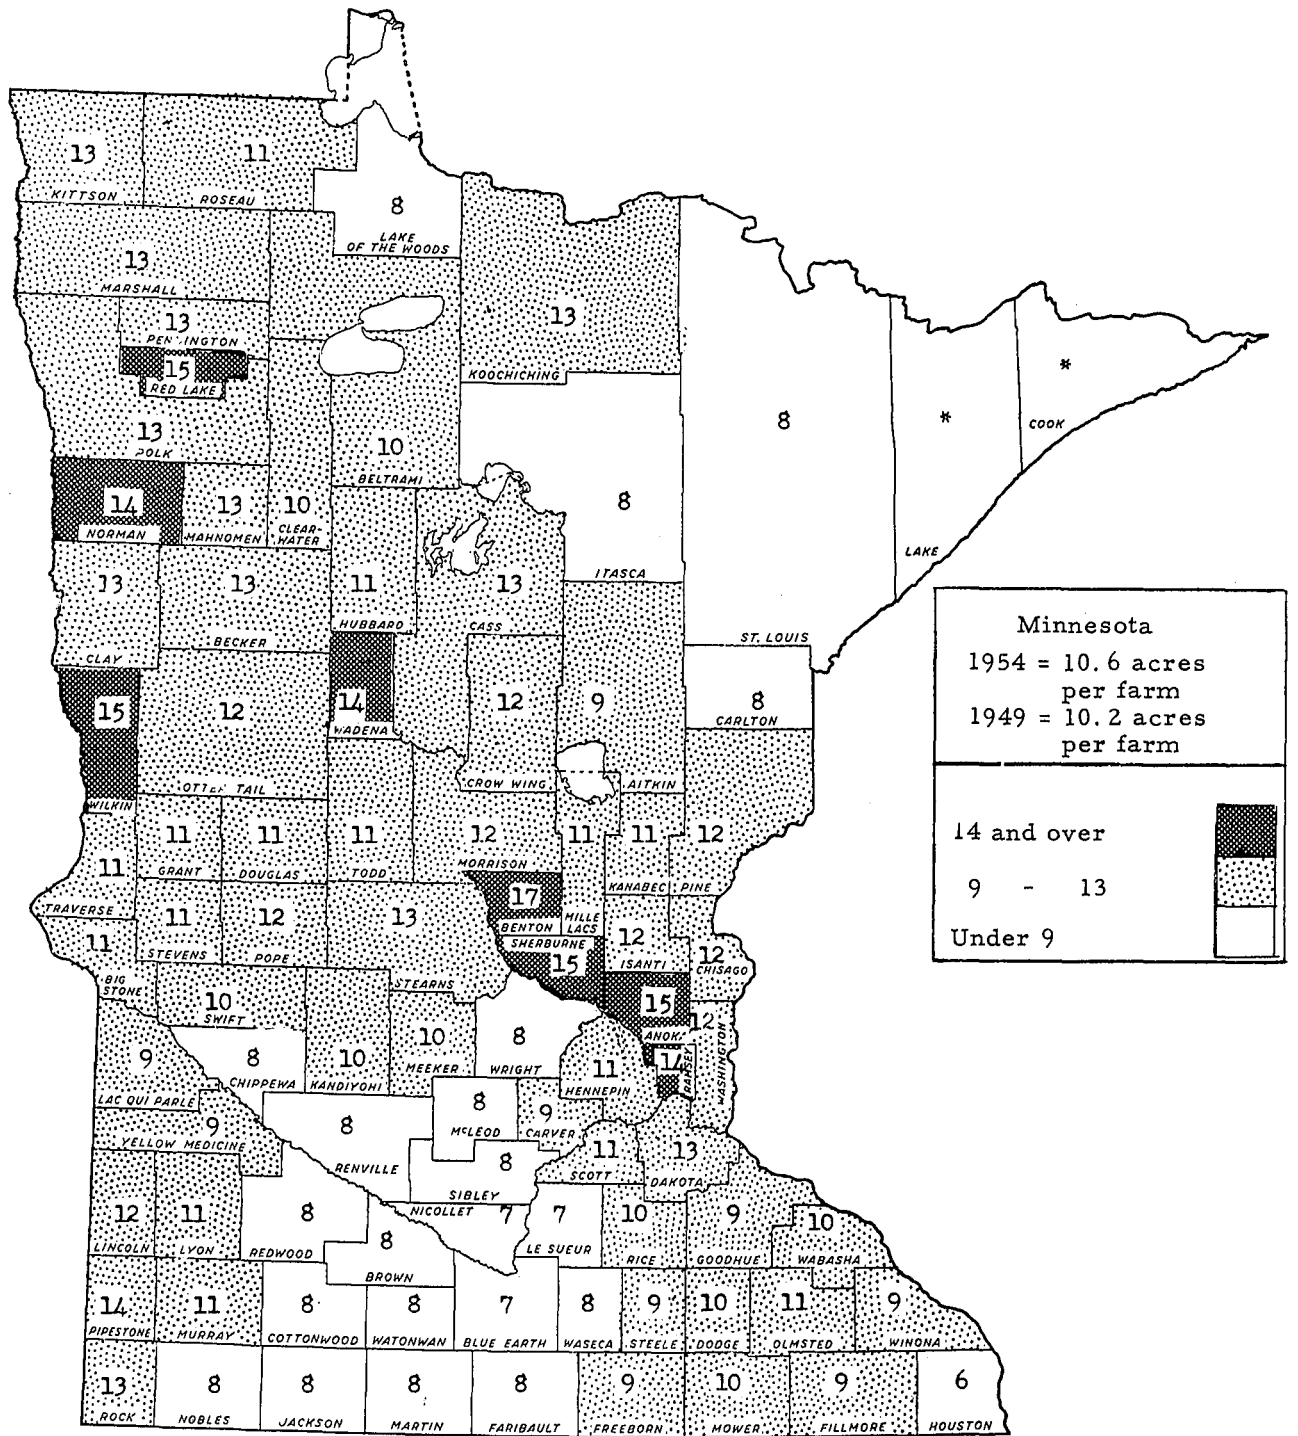 13
KITTSON
11
ROSEAU
8
LAKE
OF THE WOODS
13
MARSHALL
13
PEN INGTON
15
RED LAKE
13
POLK
13
KOOCHICHING
10
BELTRAMI
8
ITASCA
8
ST. LOUIS
*
LAKE
*
COOK
14
NORMAN
13
MAHNOMEN
10
CLEAR-
WATER
13
CLAY
13
BECKER
11
HUBBARD
13
CASS
15
WILKIN
12
OTTER TAIL
14
WADENA
12
CROW WING
9
AITKIN
8
CARLTON
Minnesota
1954 = 10.6 acres
per farm
1949 = 10.2 acres
per farm
14 and over
9 - 13
Under 9
11
TRAVERSE
11
GRANT
11
DOUGLAS
11
TODD
12
MORRISON
11
MILLE
LACS
11
KANABEC
12
PINE
11
BIG
STONE
11
STEVENS
12
POPE
13
STEARNS
17
BENTON
SHERBURNE
15
12
ISANTI
12
CHISAGO
10
SWIFT
15
ANOK
12
WASHINGTON
14
RAMSEY
9
LAC QUI PARLE
8
CHIPPEWA
10
KANDIYOHI
10
MEEKER
8
WRIGHT
11
HENNEPIN
9
YELLOW MEDICINE
8
RENVILLE
8
McLEOD
9
CARVER
11
SCOTT
13
DAKOTA
8
SIBLEY
12
LINCOLN
11
LYON
8
REDWOOD
8
BROWN
NICOLLET 7
7
LE SUEUR
10
RICE
9
GOODHUE
10
WABASHA
14
PIPESTONE
11
MURRAY
8
COTTONWOOD
8
WATONWAN
7
BLUE EARTH
8
WASECA
9
STEELE
10
DODGE
11
OLMSTED
9
WINONA
13
ROCK
8
NOBLES
8
JACKSON
8
MARTIN
8
FARIBAULT
9
FREEBORN
10
MOWER
9
FILLMORE
6
HOUSTON